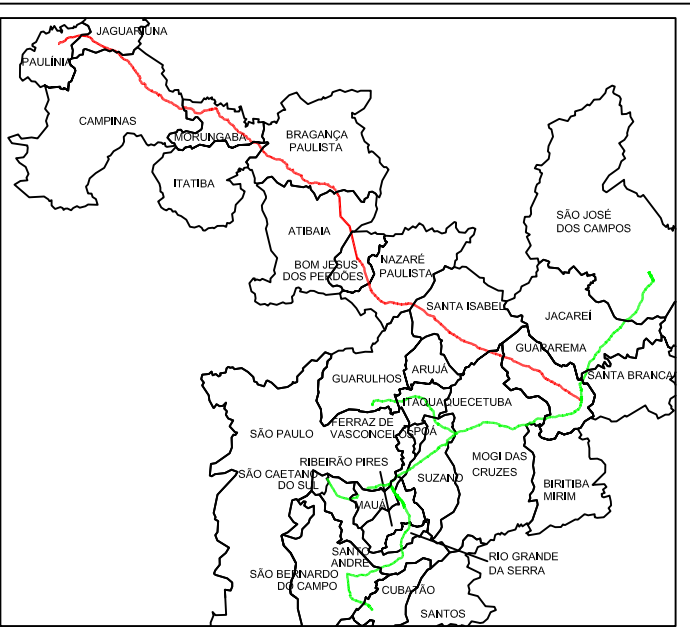 JAGUARIÚNA
PAULÍNIA
CAMPINAS
MORUNGABA
BRAGANÇA
PAULISTA
ITATIBA
SÃO JOSÉ
DOS CAMPOS
ATIBAIA
NAZARÉ
PAULISTA
BOM JESUS
DOS PERDÕES
SANTA ISABEL
JACAREÍ
GUAPAREMA
ARUJÁ
GUARULHOS
SANTA BRANCA
ITAQUAQUECETUBA
FERRAZ DE
VASCONCELOS
POÁ
SÃO PAULO
MOGI DAS
CRUZES
RIBEIRÃO PIRES
SÃO CAETANO
DO SUL
SUZANO
BIRITIBA
MIRIM
MAUÁ
SANTO
ANDRÉ
RIO GRANDE
DA SERRA
SÃO BERNARDO
DO CAMPO
CUBATÃO
SANTOS